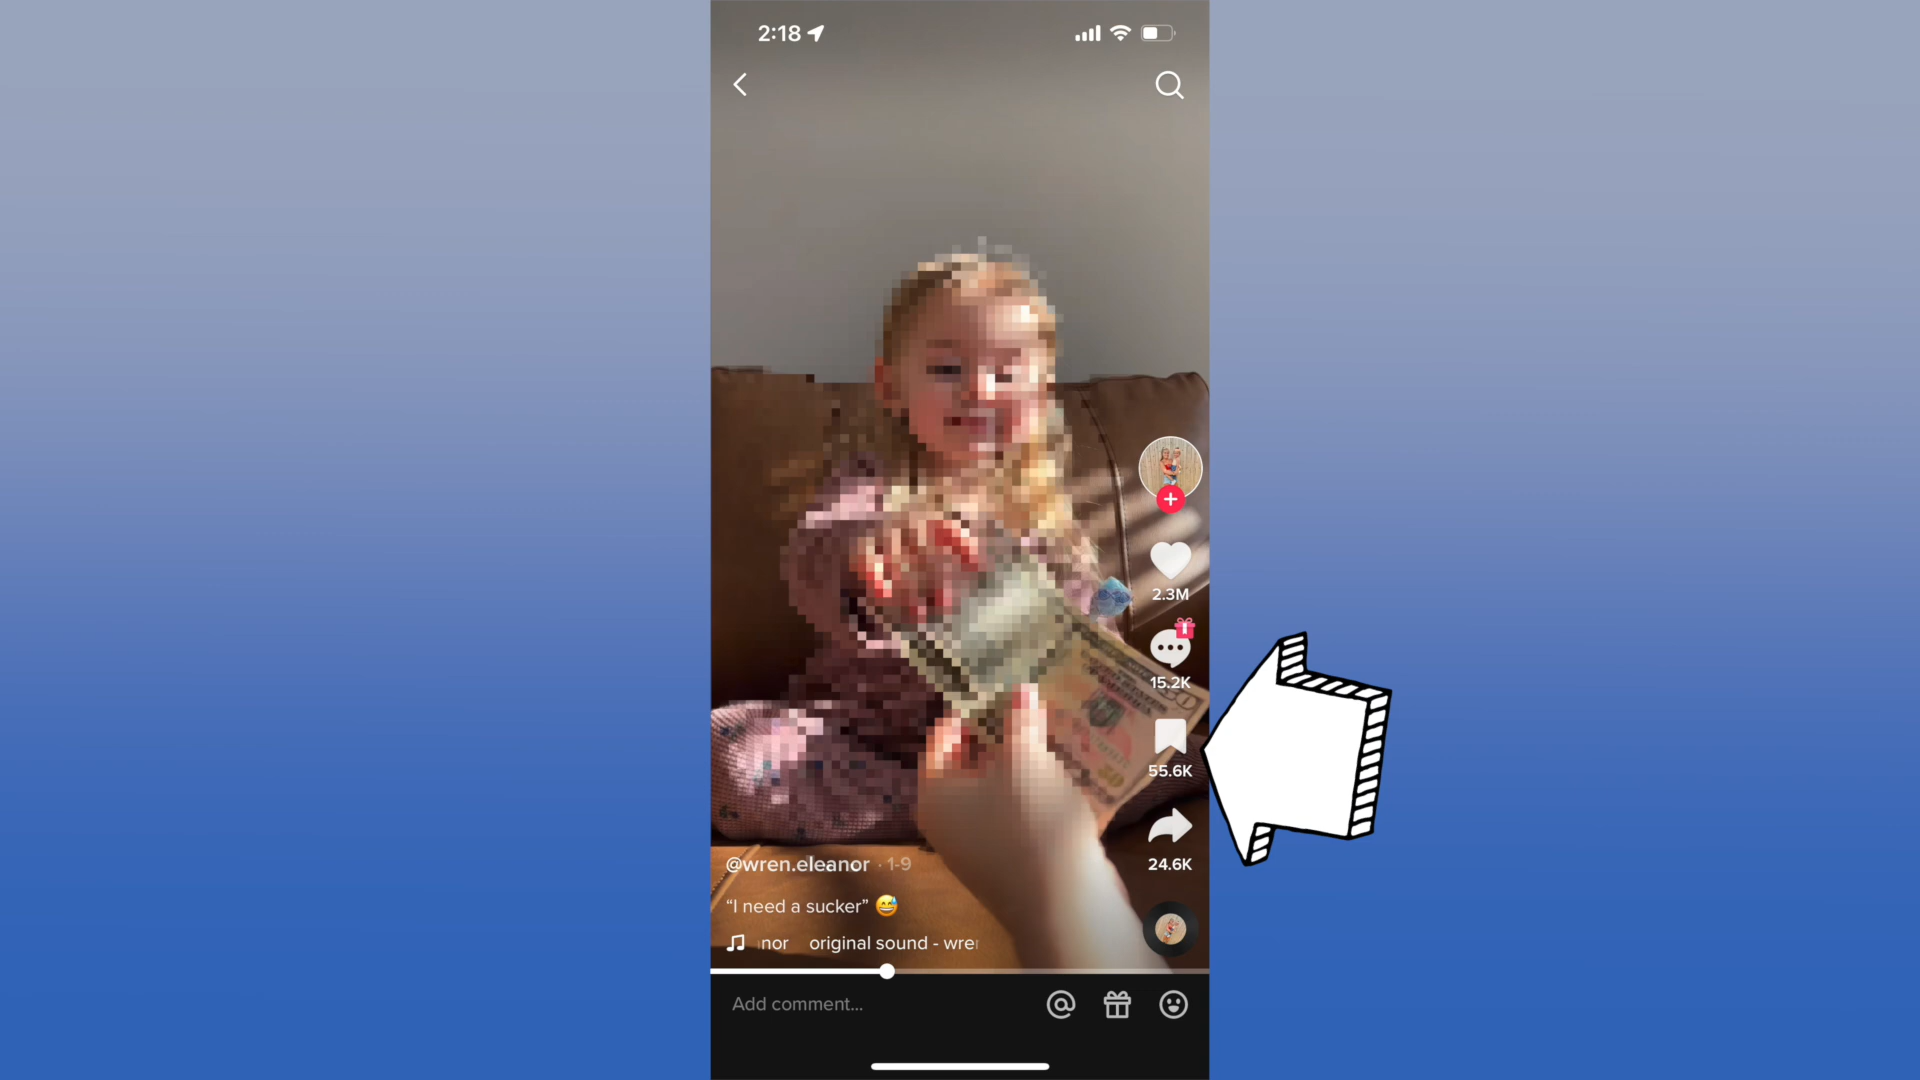 2:18
2.3M
15.2K
55.6K
24.6K
@wren.eleanor · 1-9
“I need a sucker” 😅
nor original sound - wre
Add comment...